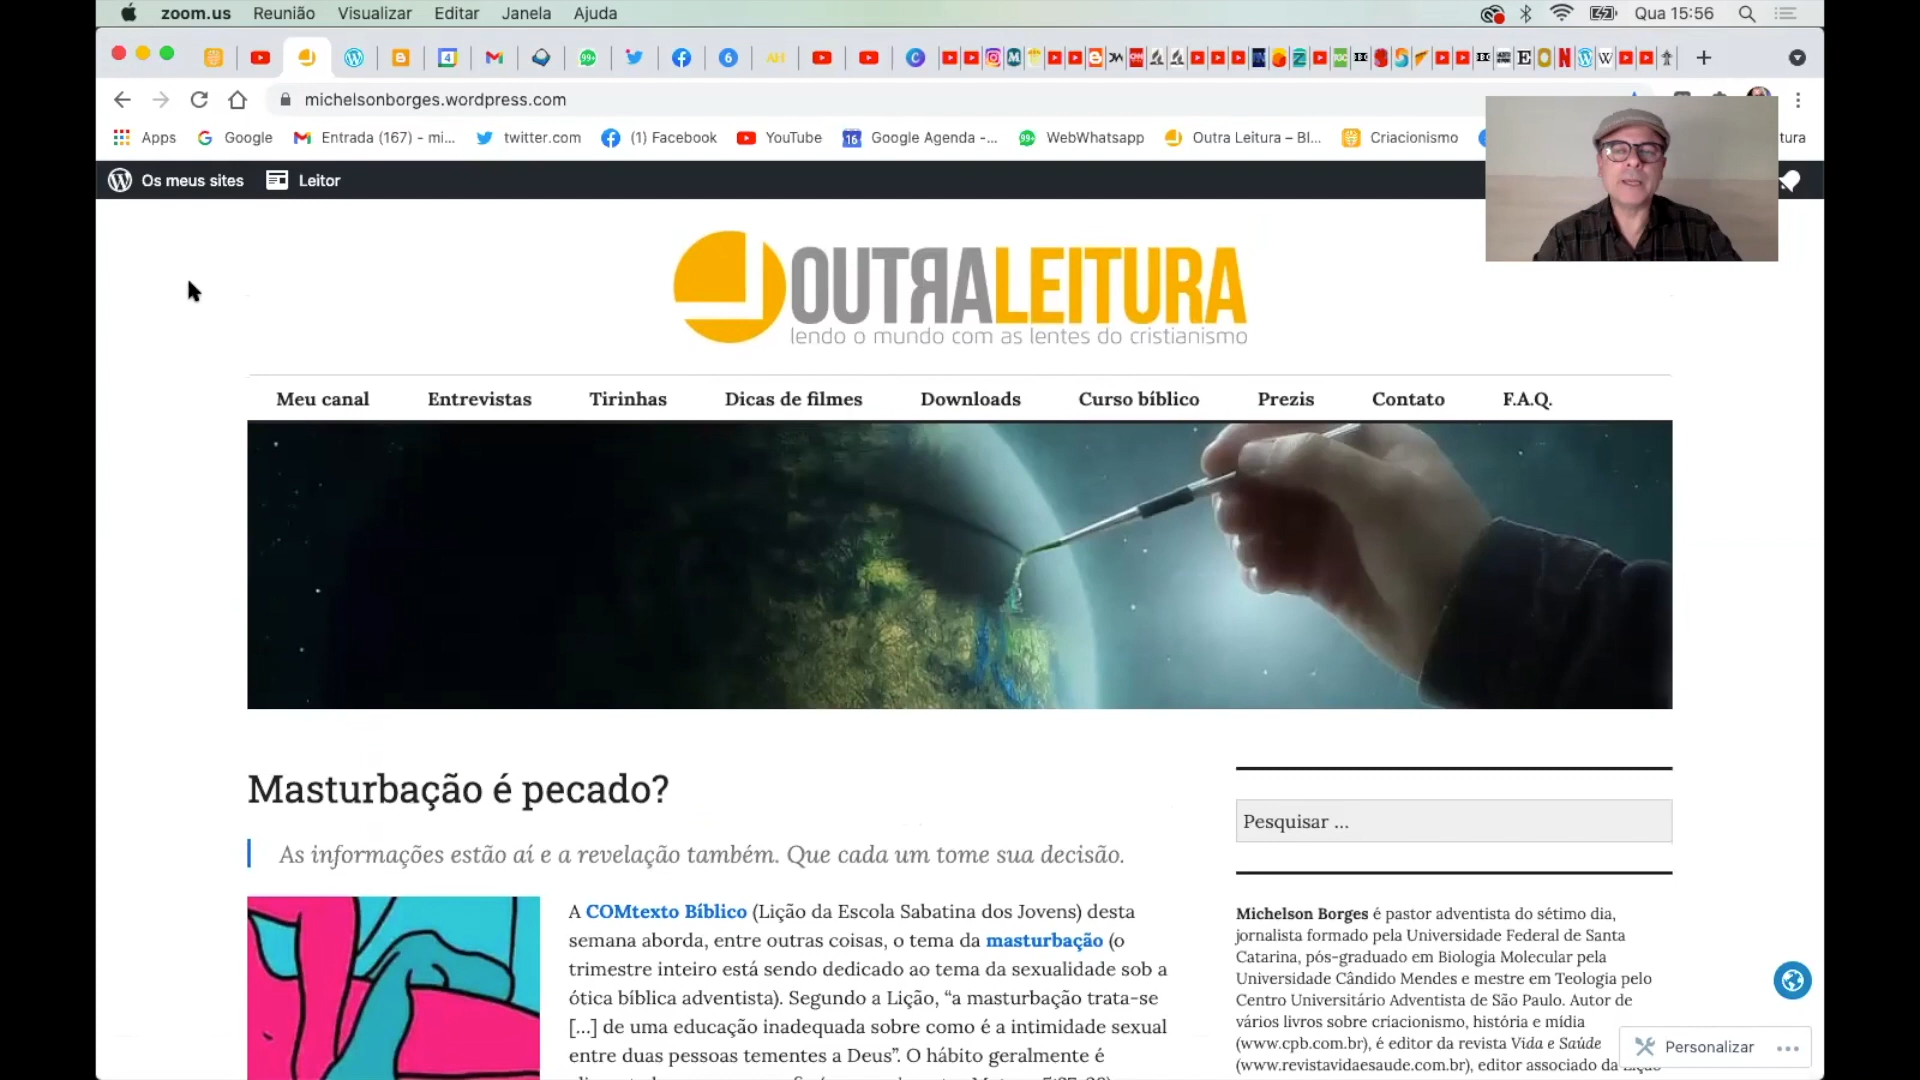 zoom.us Reunião Visualizar Editar Janela Ajuda Qua 15:56
michelsonborges.wordpress.com
Apps Google Entrada (167) - mi... twitter.com (1) Facebook YouTube Google Agenda -... WebWhatsapp Outra Leitura – Bl... Criacionismo tura
Os meus sites Leitor
OUTRALEITURA
lendo o mundo com as lentes do cristianismo
Meu canal Entrevistas Tirinhas Dicas de filmes Downloads Curso bíblico Prezis Contato F.A.Q.
Masturbação é pecado?
As informações estão aí e a revelação também. Que cada um tome sua decisão.
A COMtexto Bíblico (Lição da Escola Sabatina dos Jovens) desta
semana aborda, entre outras coisas, o tema da masturbação (o
trimestre inteiro está sendo dedicado ao tema da sexualidade sob a
ótica bíblica adventista). Segundo a Lição, “a masturbação trata-se
[…] de uma educação inadequada sobre como é a intimidade sexual
entre duas pessoas tementes a Deus”. O hábito geralmente é
Pesquisar ...
Michelson Borges é pastor adventista do sétimo dia,
jornalista formado pela Universidade Federal de Santa
Catarina, pós-graduado em Biologia Molecular pela
Universidade Cândido Mendes e mestre em Teologia pelo
Centro Universitário Adventista de São Paulo. Autor de
vários livros sobre criacionismo, história e mídia
(www.cpb.com.br), é editor da revista Vida e Saúde
(www.revistavidaesaude.com.br), editor associado da
Personalizar